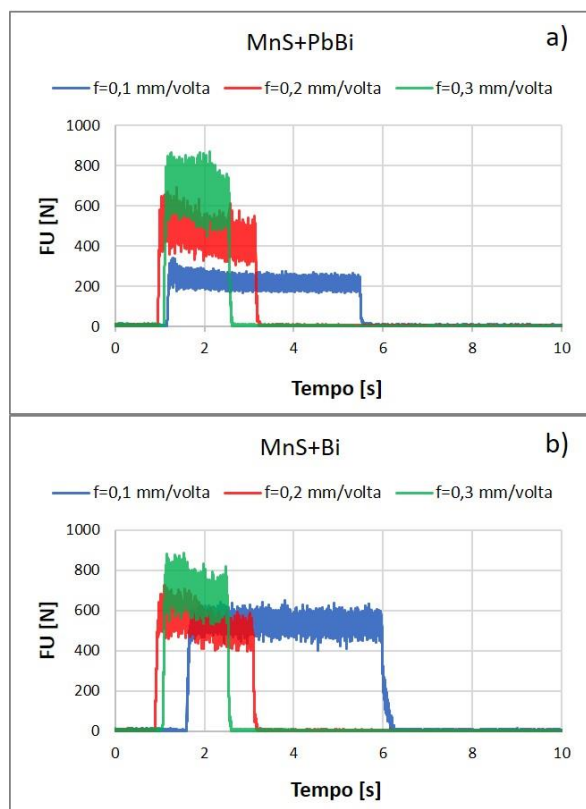 MnS+PbBi
a)
f=0,1 mm/volta f=0,2 mm/volta f=0,3 mm/volta
1000
800
600
400
200
0
FU [N]
0 2 4 6 8 10
Tempo [s]
MnS+Bi
b)
f=0,1 mm/volta f=0,2 mm/volta f=0,3 mm/volta
1000
800
600
400
200
0
FU [N]
0 2 4 6 8 10
Tempo [s]